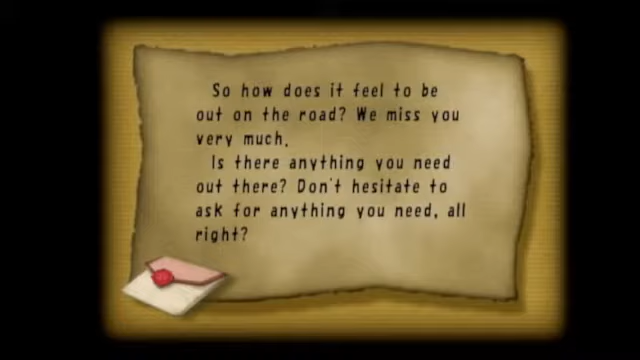 So how does it feel to be
out on the road? We miss you
very much.
Is there anything you need
out there? Don't hesitate to
ask for anything you need, all
right?